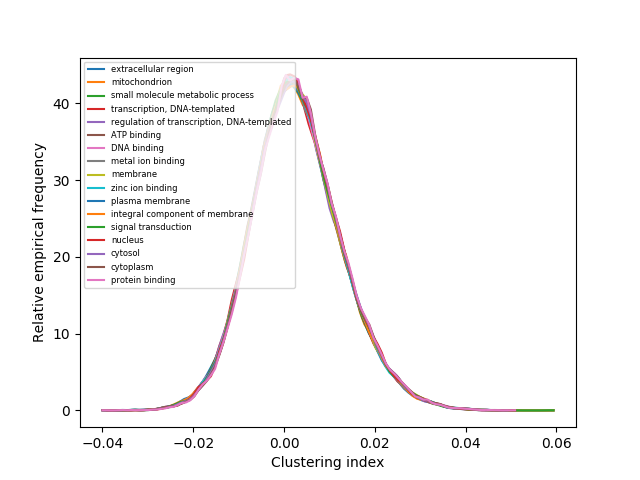 extracellular region
mitochondrion
small molecule metabolic process
transcription, DNA-templated
regulation of transcription, DNA-templated
ATP binding
DNA binding
metal ion binding
membrane
zinc ion binding
plasma membrane
integral component of membrane
signal transduction
nucleus
cytosol
cytoplasm
protein binding
40
30
20
10
0
Relative empirical frequency
−0.04 −0.02 0.00 0.02 0.04 0.06
Clustering index